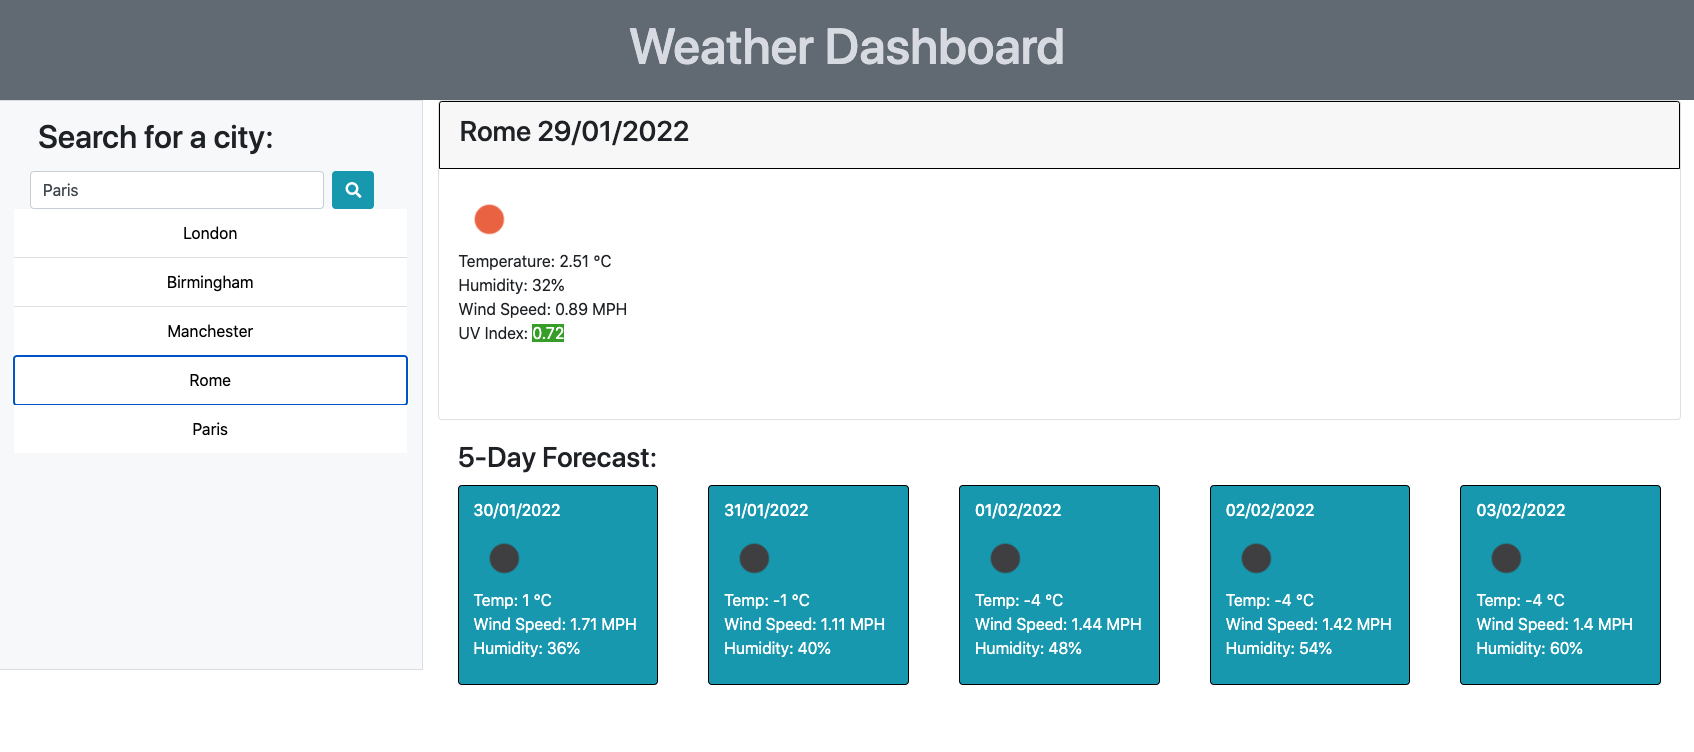 Weather Dashboard
Search for a city:
Paris
London
Birmingham
Manchester
Rome
Paris
Rome 29/01/2022
Temperature: 2.51 °C
Humidity: 32%
Wind Speed: 0.89 MPH
UV Index: 0.72
5-Day Forecast:
30/01/2022
Temp: 1 °C
Wind Speed: 1.71 MPH
Humidity: 36%
31/01/2022
Temp: -1 °C
Wind Speed: 1.11 MPH
Humidity: 40%
01/02/2022
Temp: -4 °C
Wind Speed: 1.44 MPH
Humidity: 48%
02/02/2022
Temp: -4 °C
Wind Speed: 1.42 MPH
Humidity: 54%
03/02/2022
Temp: -4 °C
Wind Speed: 1.4 MPH
Humidity: 60%